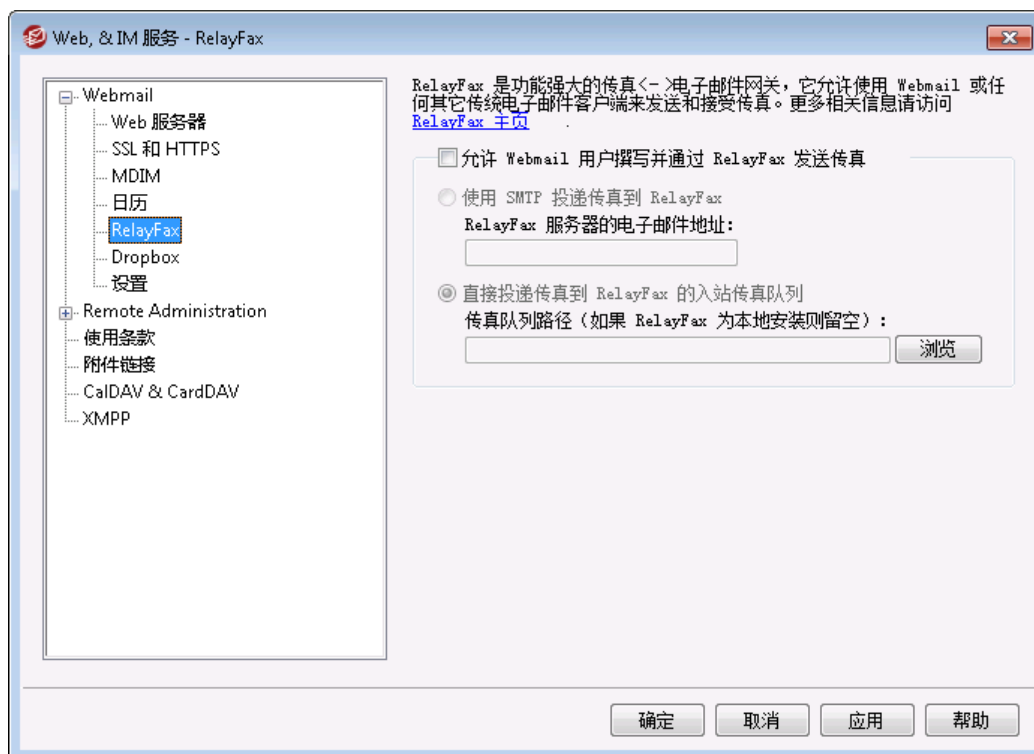 Web, & IM 服务 - RelayFax
Webmail
Web 服务器
SSL 和 HTTPS
MDIM
日历
RelayFax
Dropbox
设置
Remote Administration
使用条款
附件链接
CalDAV & CardDAV
XMPP
RelayFax 是功能强大的传真<->电子邮件网关，它允许使用 Webmail 或任
何其它传统电子邮件客户端来发送和接受传真。更多相关信息请访问
RelayFax 主页 .
允许 Webmail 用户撰写并通过 RelayFax 发送传真
使用 SMTP 投递传真到 RelayFax
RelayFax 服务器的电子邮件地址:
直接投递传真到 RelayFax 的入站传真队列
传真队列路径（如果 RelayFax 为本地安装则留空）:
浏览
确定
取消
应用
帮助